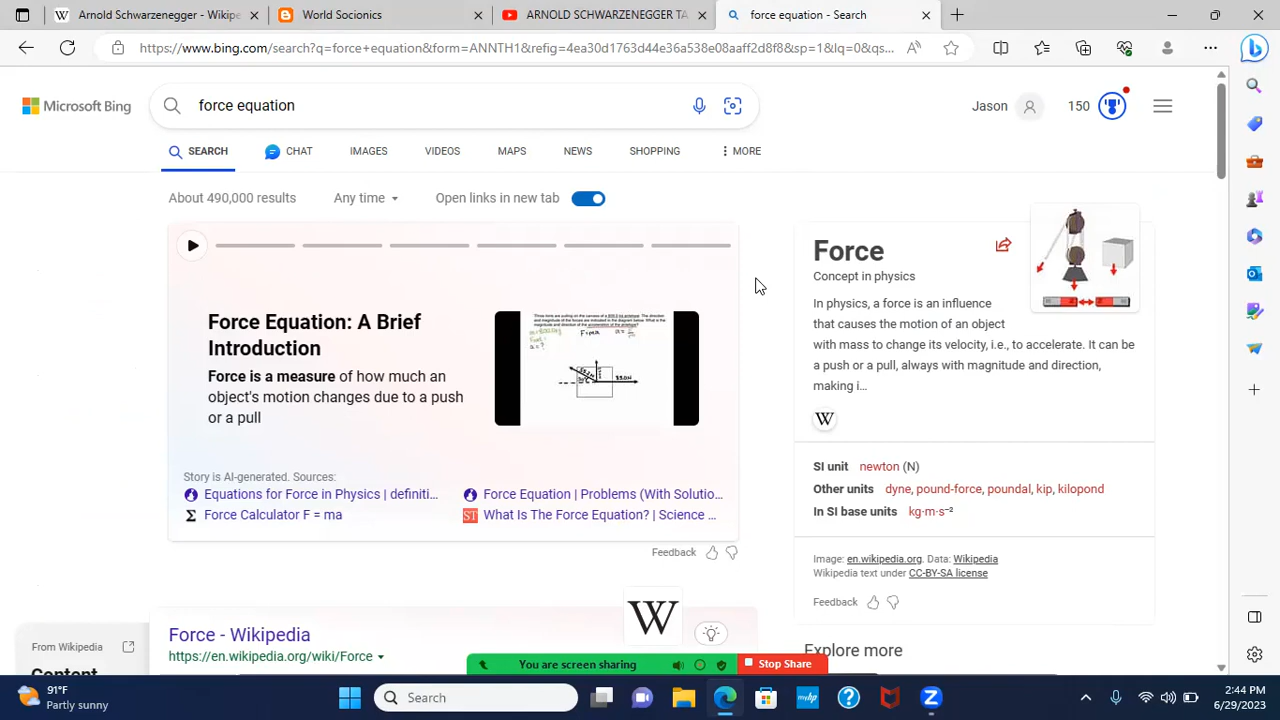 Arnold Schwarzenegger - Wikip
World Socionics
ARNOLD SCHWARZENEGGER TA
force equation - Search
https://www.bing.com/search?q=force+equation&form=ANNTH1&refig=4ea30d1763d44e36a538e08aaff2d8f8&sp=1&lq=0&qs...
Microsoft Bing
force equation
Jason
150
SEARCH
CHAT
IMAGES
VIDEOS
MAPS
NEWS
SHOPPING
MORE
About 490,000 results
Any time
Open links in new tab
Force Equation: A Brief
Introduction
Force is a measure of how much an
object's motion changes due to a push
or a pull
Story is AI-generated. Sources:
Equations for Force in Physics | definiti...
Force Equation | Problems (With Solutio...
Σ Force Calculator F = ma
ST What Is The Force Equation? | Science ...
Feedback
Force
Concept in physics
In physics, a force is an influence
that causes the motion of an object
with mass to change its velocity, i.e., to accelerate. It can be
a push or a pull, always with magnitude and direction,
making i...
W
SI unit newton (N)
Other units dyne, pound-force, poundal, kip, kilopond
In SI base units kg·m·s⁻²
Image: en.wikipedia.org. Data: Wikipedia
Wikipedia text under CC-BY-SA license
Feedback
Explore more
From Wikipedia
Content
Force - Wikipedia
https://en.wikipedia.org/wiki/Force
W
You are screen sharing
Stop Share
91°F
Partly sunny
Search
2:44 PM
6/29/2023